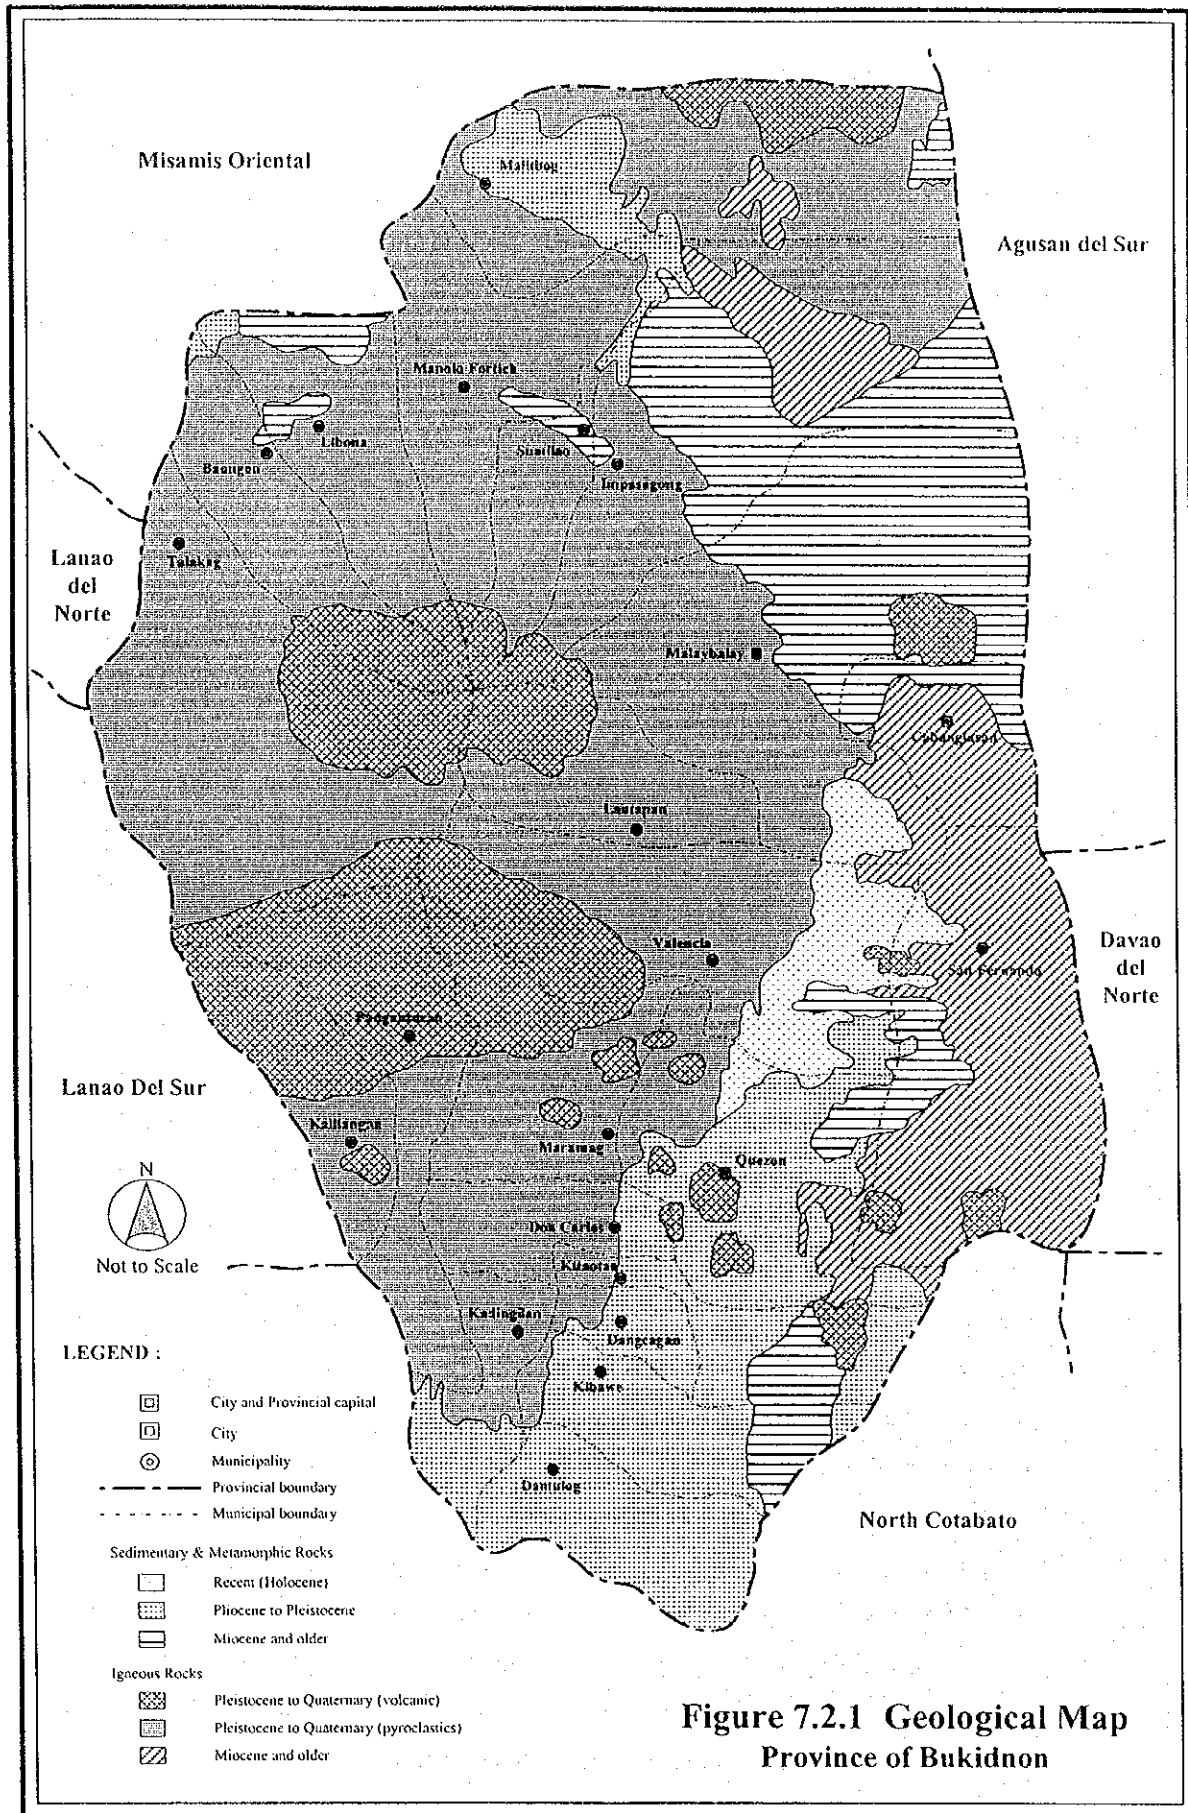 Misamis Oriental
Malitbog
Agusan del Sur
Manolo Fortich
Libona
Baungon
Sumilao
Impasugong
Lanao
del
Norte
Talakag
Malaybalay
Cabanglasan
Lantapan
Valencia
San Fernando
Davao
del
Norte
Pangantucan
Lanao Del Sur
Kalilangan
Maramag
Quezon
N
Not to Scale
Don Carlos
Kitaotao
Kadingilan
Dangcagan
Kibawe
Damulog
North Cotabato
LEGEND :
City and Provincial capital
City
Municipality
Provincial boundary
Municipal boundary
Sedimentary & Metamorphic Rocks
Recent (Holocene)
Pliocene to Pleistocene
Miocene and older
Igneous Rocks
Pleistocene to Quaternary (volcanic)
Pleistocene to Quaternary (pyroclastics)
Miocene and older
Figure 7.2.1 Geological Map
Province of Bukidnon